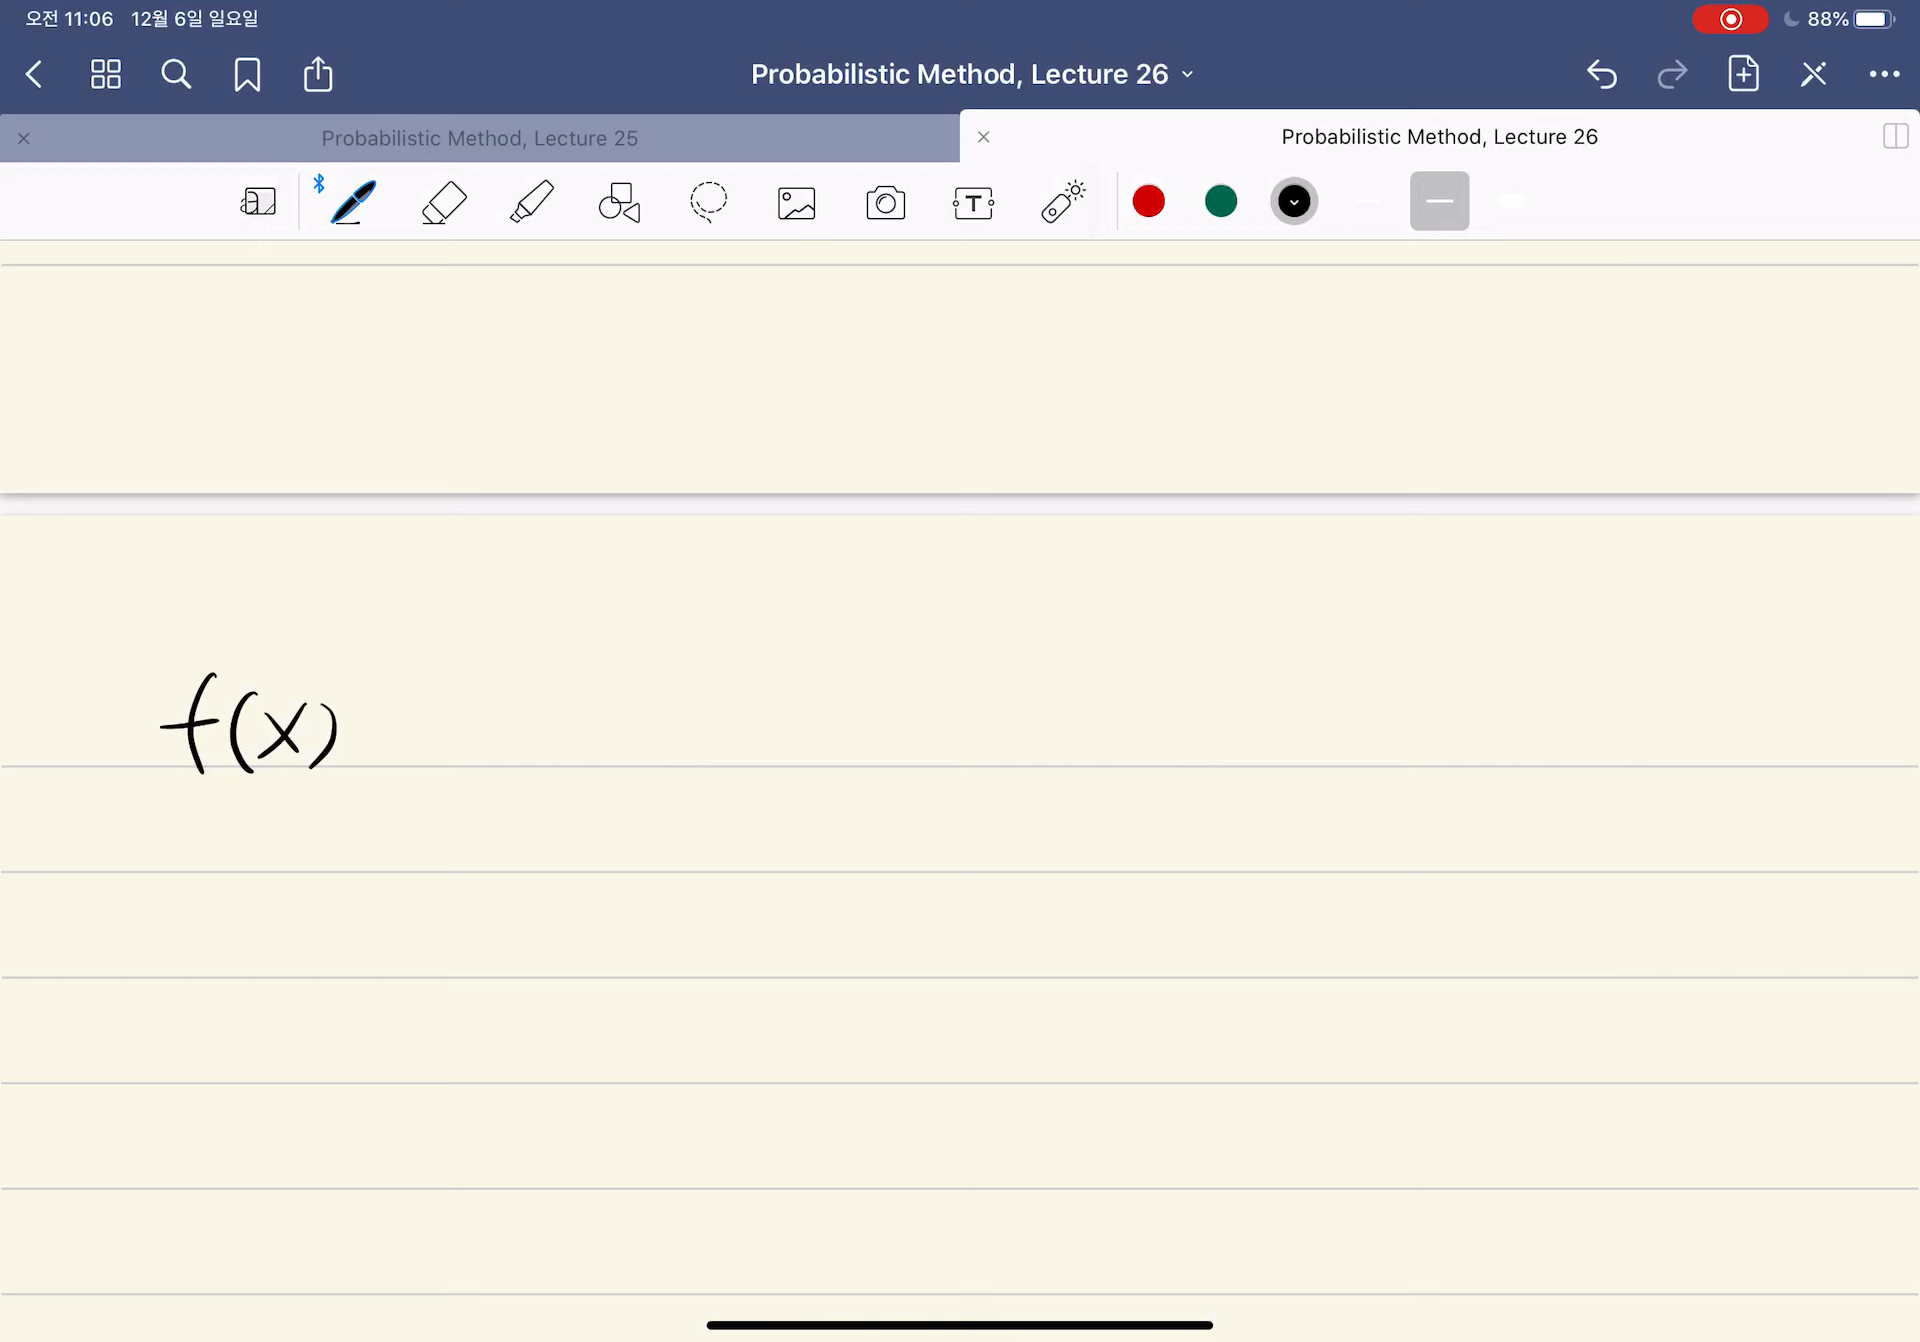 오전 11:06 12월 6일 일요일 88%
Probabilistic Method, Lecture 26
Probabilistic Method, Lecture 25
Probabilistic Method, Lecture 26
f(x)